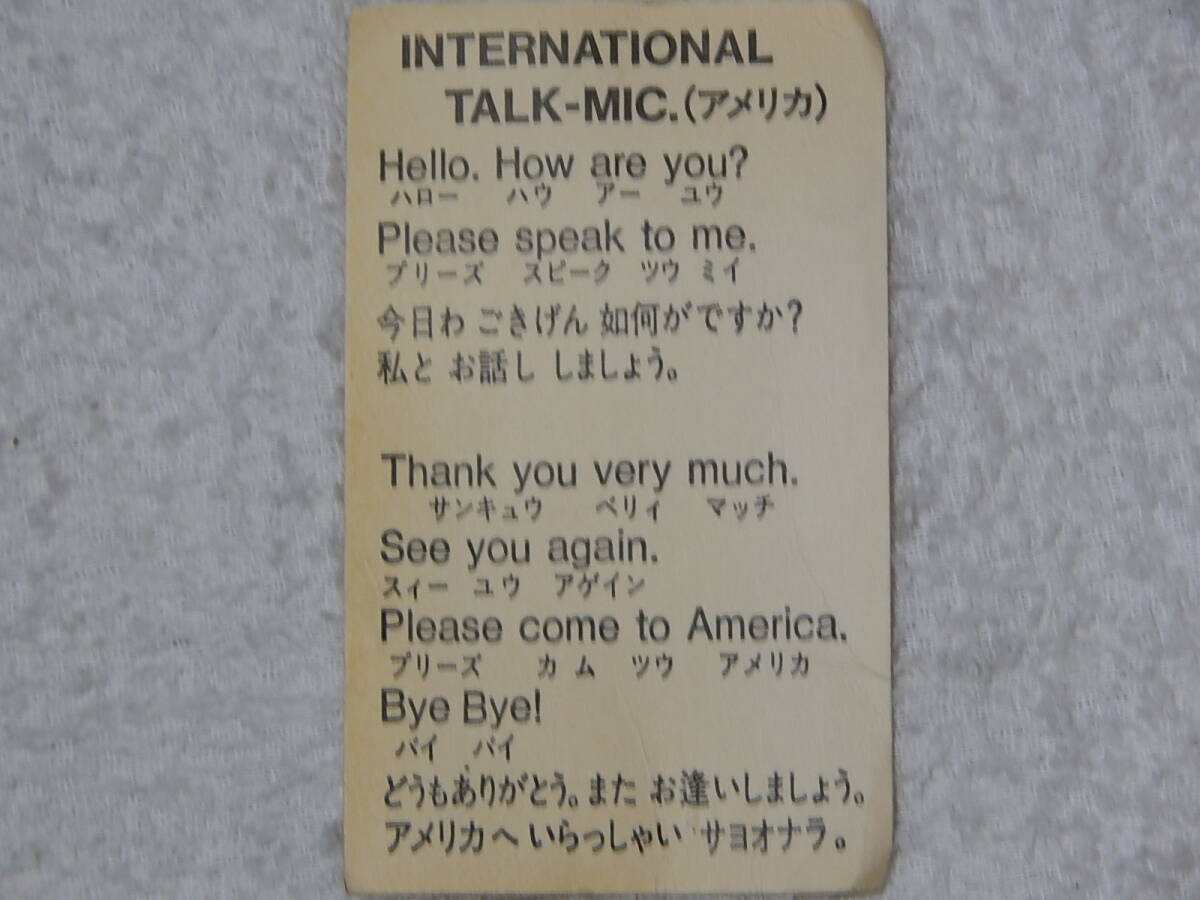 INTERNATIONAL
TALK-MIC.(アメリカ)
Hello. How are you?
ハロー ハウ アー ユウ
Please speak to me.
プリーズ スピーク ツウ ミイ
今日わ ごきげん 如何がですか?
私と お話し しましょう。
Thank you very much.
サンキュウ ベリィ マッチ
See you again.
スィー ユウ アゲイン
Please come to America.
プリーズ カム ツウ アメリカ
Bye Bye!
バイ バイ
どうもありがとう。また お逢いしましょう。
アメリカへ いらっしゃい サヨオナラ。